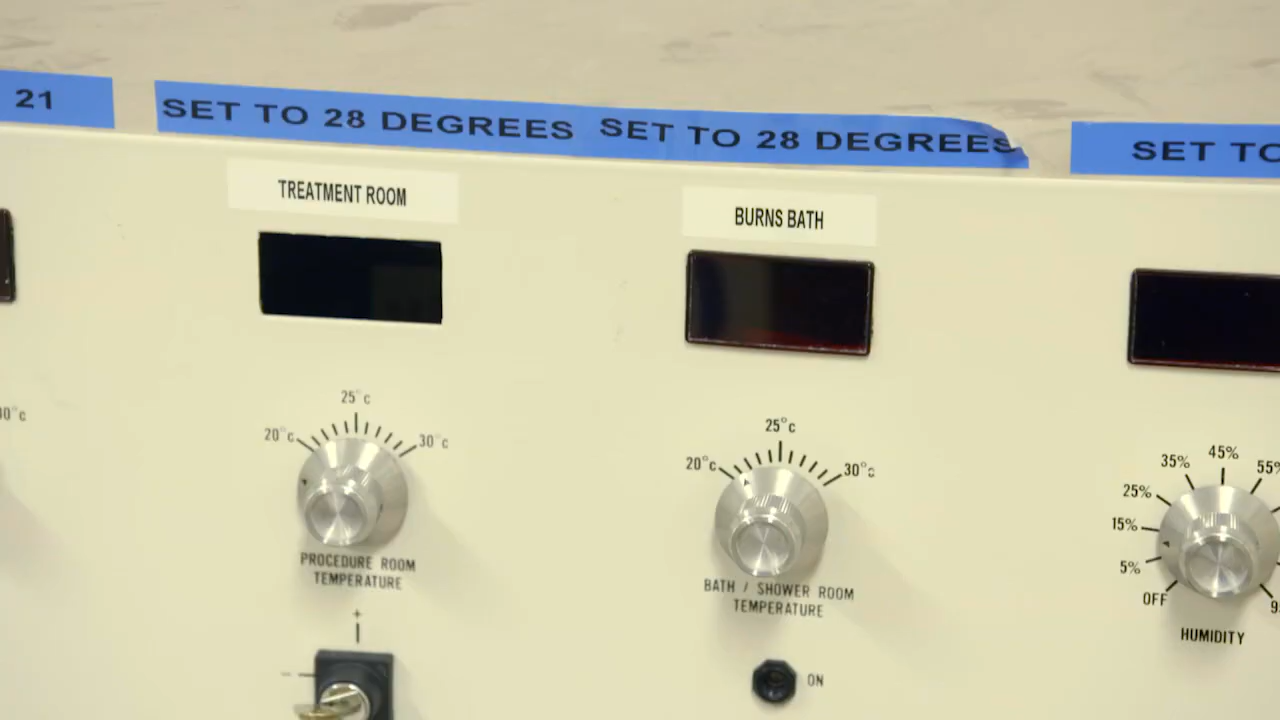 21
SET TO 28 DEGREES
SET TO 28 DEGREES
SET TO
TREATMENT ROOM
BURNS BATH
20°c
25°c
30°c
PROCEDURE ROOM
TEMPERATURE
+
-
20°c
25°c
30°c
BATH / SHOWER ROOM
TEMPERATURE
ON
OFF
5%
15%
25%
35%
45%
55%
HUMIDITY